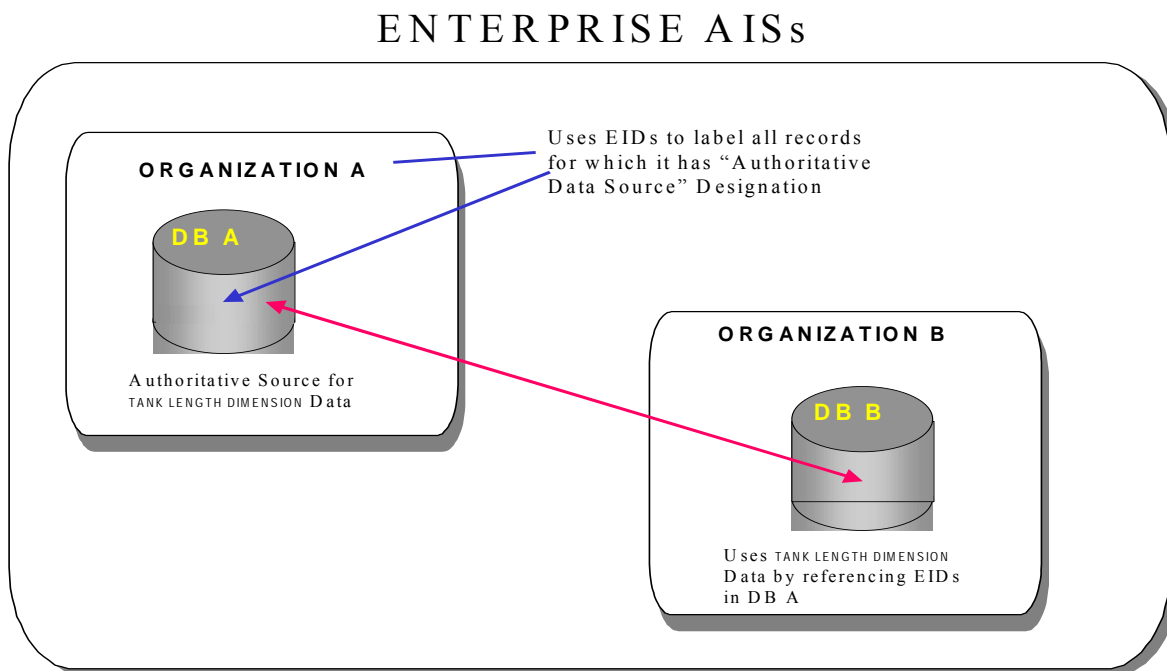 ENTERPRISE AISs
Uses EIDs to label all records
for which it has “Authoritative
Data Source” Designation
ORGANIZATION A
DB A
Authoritative Source for
TANK LENGTH DIMENSION Data
ORGANIZATION B
DB B
Uses TANK LENGTH DIMENSION
Data by referencing EIDs
in DB A